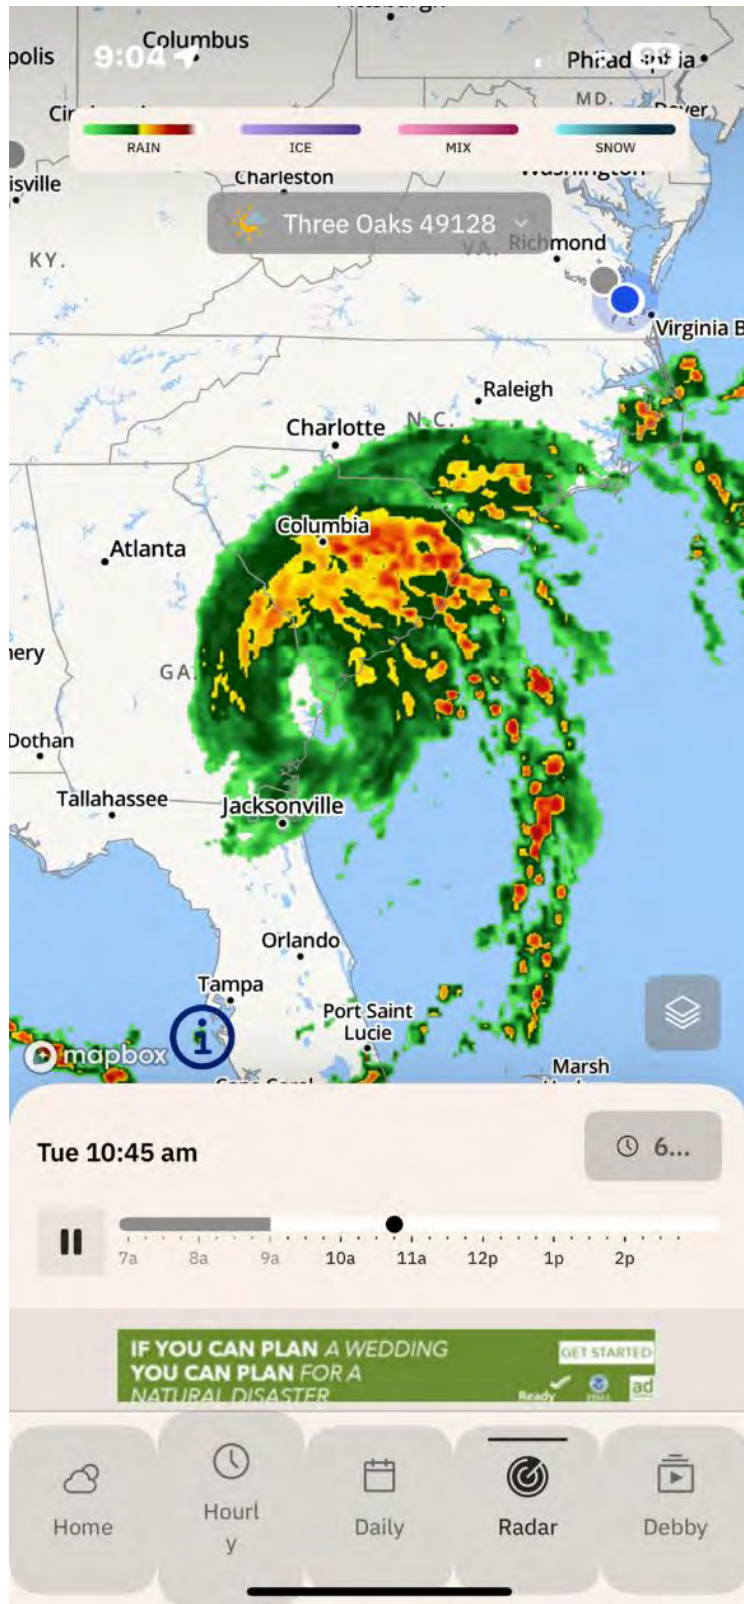 Columbus
polis
9:04
MD.
RAIN
ICE
MIX
SNOW
isville
Charleston
Washington
Three Oaks 49128
KY.
VA.
Richmond
Virginia B
Raleigh
Charlotte
N.C.
Columbia
Atlanta
nery
GA.
Dothan
Tallahassee
Jacksonville
Orlando
Tampa
Port Saint
Lucie
mapbox
Marsh
Tue 10:45 am
6...
7a 8a 9a 10a 11a 12p 1p 2p
IF YOU CAN PLAN A WEDDING
YOU CAN PLAN FOR A
NATURAL DISASTER
GET STARTED
Ready
ad
Home
Hourl
y
Daily
Radar
Debby